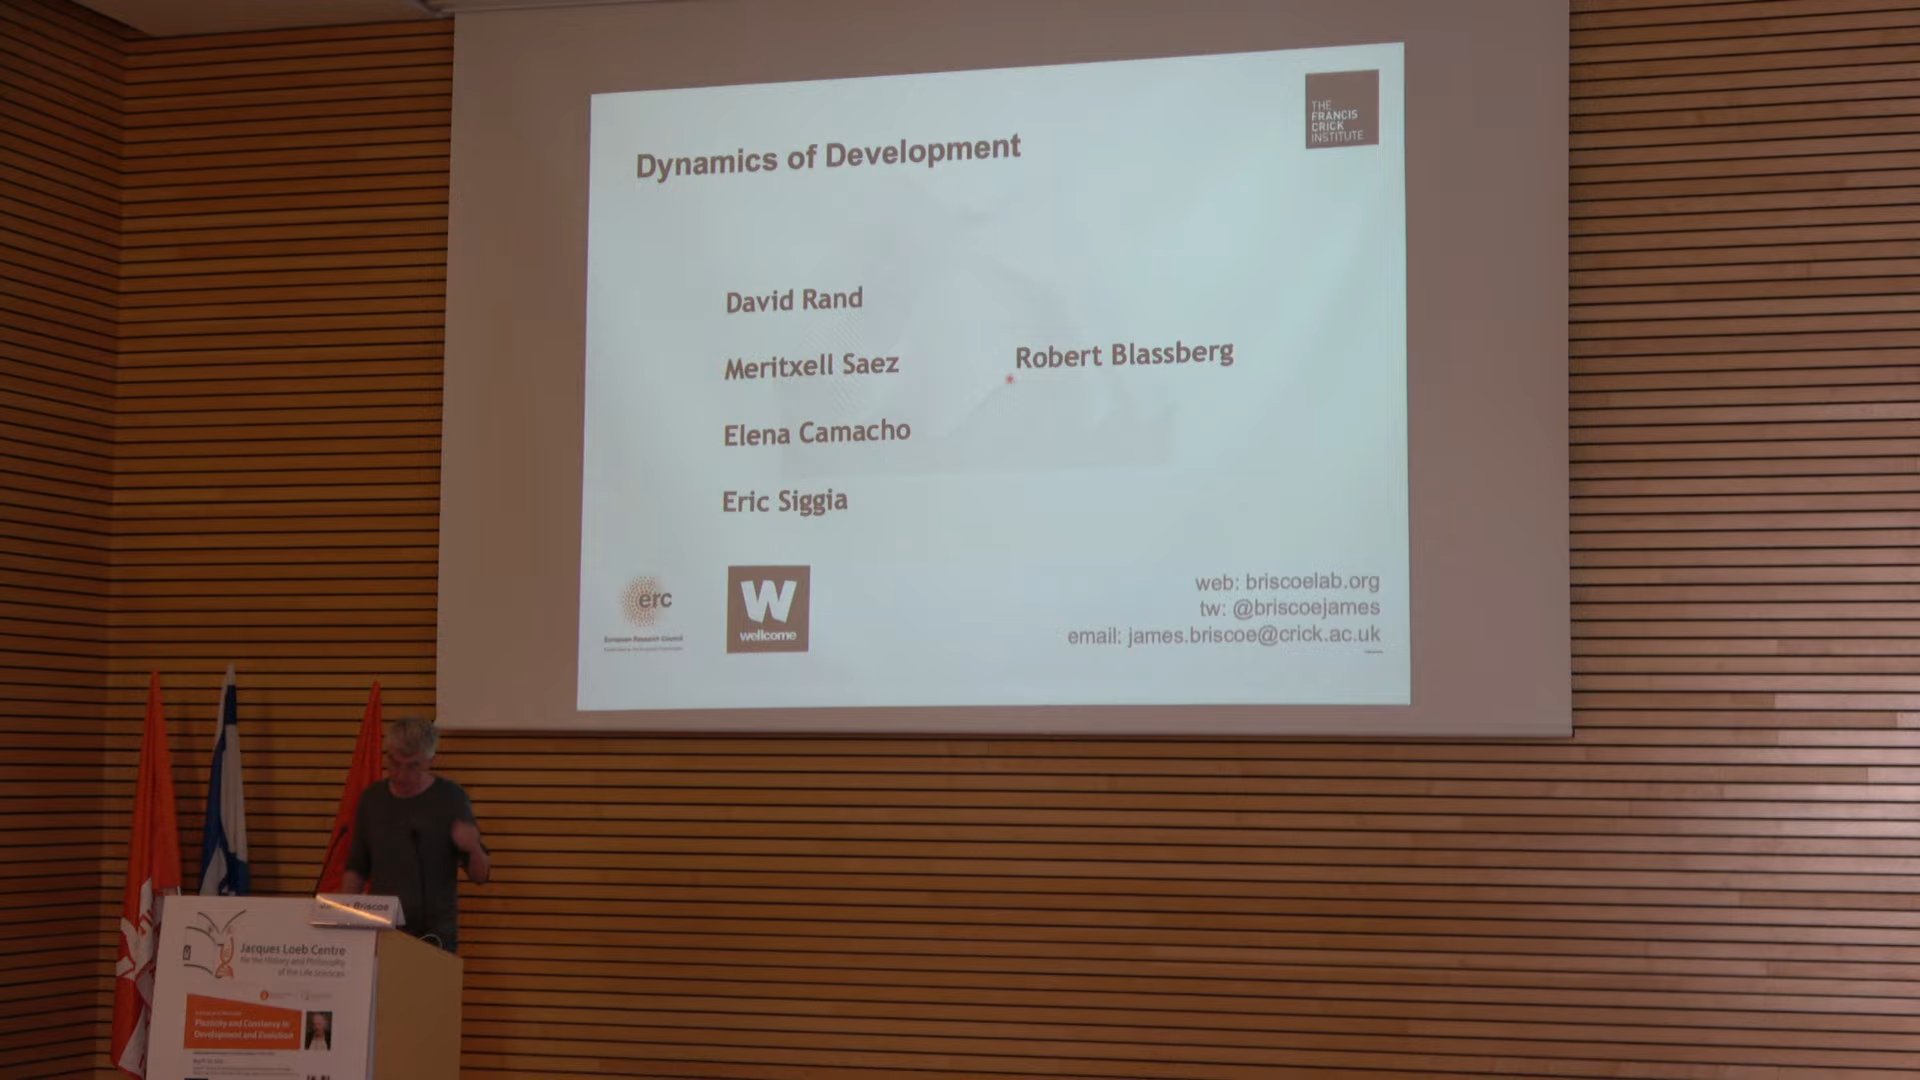 THE
FRANCIS
CRICK
INSTITUTE
Dynamics of Development
David Rand
Meritxell Saez
Robert Blassberg
Elena Camacho
Eric Siggia
erc
European Research Council
W
wellcome
web: briscoelab.org
tw: @briscoejames
email: james.briscoe@crick.ac.uk
Briscoe
Jacques Loeb Centre
for the History and Philosophy
of the Life Sciences
Plasticity and Constancy in
Development and Evolution